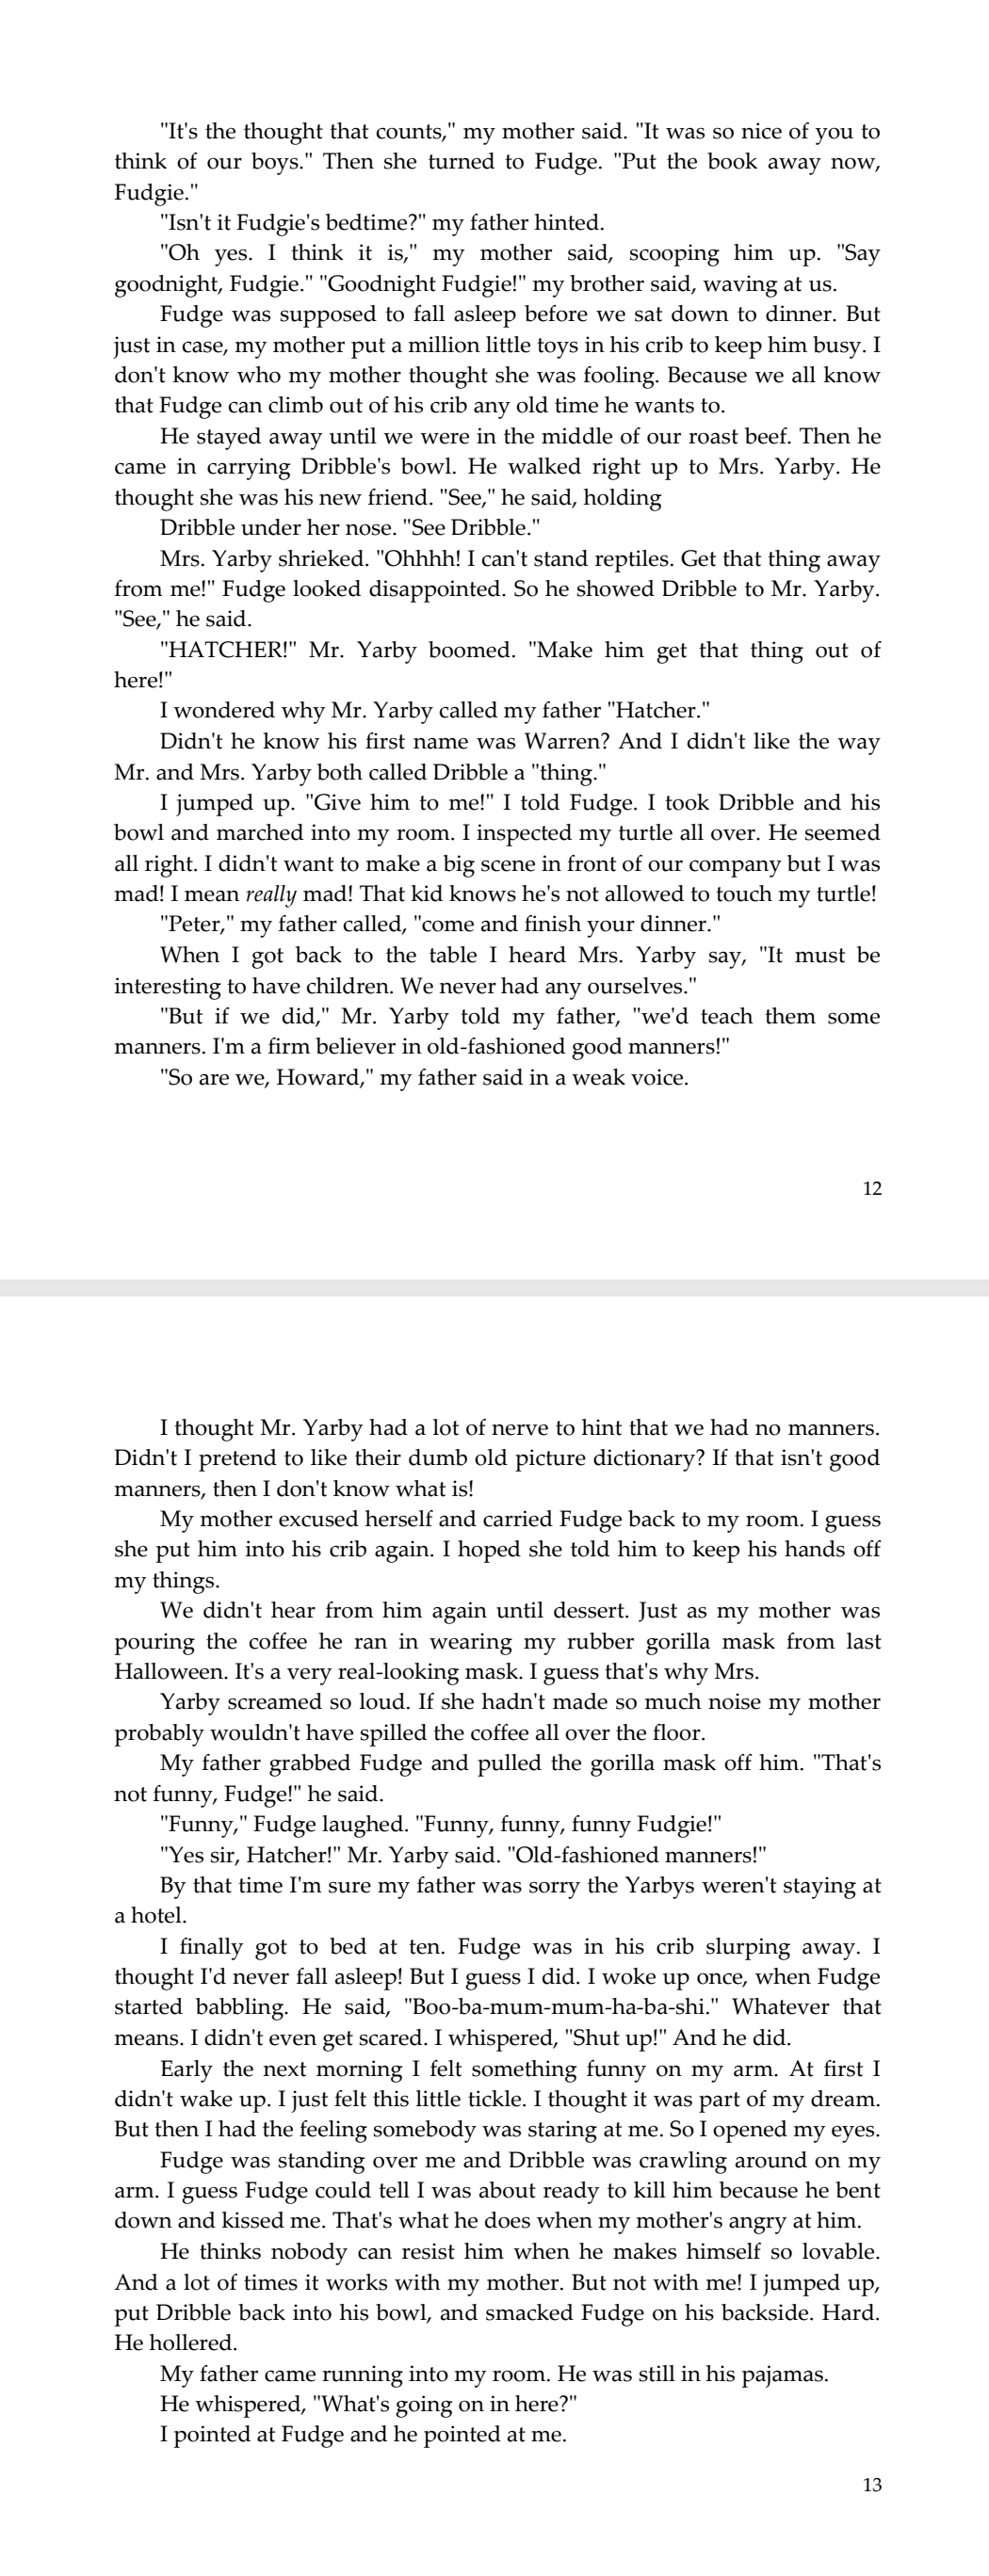 "It's the thought that counts," my mother said. "It was so nice of you to
think of our boys." Then she turned to Fudge. "Put the book away now,
Fudgie."
"Isn't it Fudgie's bedtime?" my father hinted.
"Oh yes. I think it is," my mother said, scooping him up. "Say
goodnight, Fudgie." "Goodnight Fudgie!" my brother said, waving at us.
Fudge was supposed to fall asleep before we sat down to dinner. But
just in case, my mother put a million little toys in his crib to keep him busy. I
don't know who my mother thought she was fooling. Because we all know
that Fudge can climb out of his crib any old time he wants to.
He stayed away until we were in the middle of our roast beef. Then he
came in carrying Dribble's bowl. He walked right up to Mrs. Yarby. He
thought she was his new friend. "See," he said, holding
Dribble under her nose. "See Dribble."
Mrs. Yarby shrieked. "Ohhhh! I can't stand reptiles. Get that thing away
from me!" Fudge looked disappointed. So he showed Dribble to Mr. Yarby.
"See," he said.
"HATCHER!" Mr. Yarby boomed. "Make him get that thing out of
here!"
I wondered why Mr. Yarby called my father "Hatcher."
Didn't he know his first name was Warren? And I didn't like the way
Mr. and Mrs. Yarby both called Dribble a "thing."
I jumped up. "Give him to me!" I told Fudge. I took Dribble and his
bowl and marched into my room. I inspected my turtle all over. He seemed
all right. I didn't want to make a big scene in front of our company but I was
mad! I mean really mad! That kid knows he's not allowed to touch my turtle!
"Peter," my father called, "come and finish your dinner."
When I got back to the table I heard Mrs. Yarby say, "It must be
interesting to have children. We never had any ourselves."
"But if we did," Mr. Yarby told my father, "we'd teach them some
manners. I'm a firm believer in old-fashioned good manners!"
"So are we, Howard," my father said in a weak voice.
12
I thought Mr. Yarby had a lot of nerve to hint that we had no manners.
Didn't I pretend to like their dumb old picture dictionary? If that isn't good
manners, then I don't know what is!
My mother excused herself and carried Fudge back to my room. I guess
she put him into his crib again. I hoped she told him to keep his hands off
my things.
We didn't hear from him again until dessert. Just as my mother was
pouring the coffee he ran in wearing my rubber gorilla mask from last
Halloween. It's a very real-looking mask. I guess that's why Mrs.
Yarby screamed so loud. If she hadn't made so much noise my mother
probably wouldn't have spilled the coffee all over the floor.
My father grabbed Fudge and pulled the gorilla mask off him. "That's
not funny, Fudge!" he said.
"Funny," Fudge laughed. "Funny, funny, funny Fudgie!"
"Yes sir, Hatcher!" Mr. Yarby said. "Old-fashioned manners!"
By that time I'm sure my father was sorry the Yarbys weren't staying at
a hotel.
I finally got to bed at ten. Fudge was in his crib slurping away. I
thought I'd never fall asleep! But I guess I did. I woke up once, when Fudge
started babbling. He said, "Boo-ba-mum-mum-ha-ba-shi." Whatever that
means. I didn't even get scared. I whispered, "Shut up!" And he did.
Early the next morning I felt something funny on my arm. At first I
didn't wake up. I just felt this little tickle. I thought it was part of my dream.
But then I had the feeling somebody was staring at me. So I opened my eyes.
Fudge was standing over me and Dribble was crawling around on my
arm. I guess Fudge could tell I was about ready to kill him because he bent
down and kissed me. That's what he does when my mother's angry at him.
He thinks nobody can resist him when he makes himself so lovable.
And a lot of times it works with my mother. But not with me! I jumped up,
put Dribble back into his bowl, and smacked Fudge on his backside. Hard.
He hollered.
My father came running into my room. He was still in his pajamas.
He whispered, "What's going on in here?"
I pointed at Fudge and he pointed at me.
13